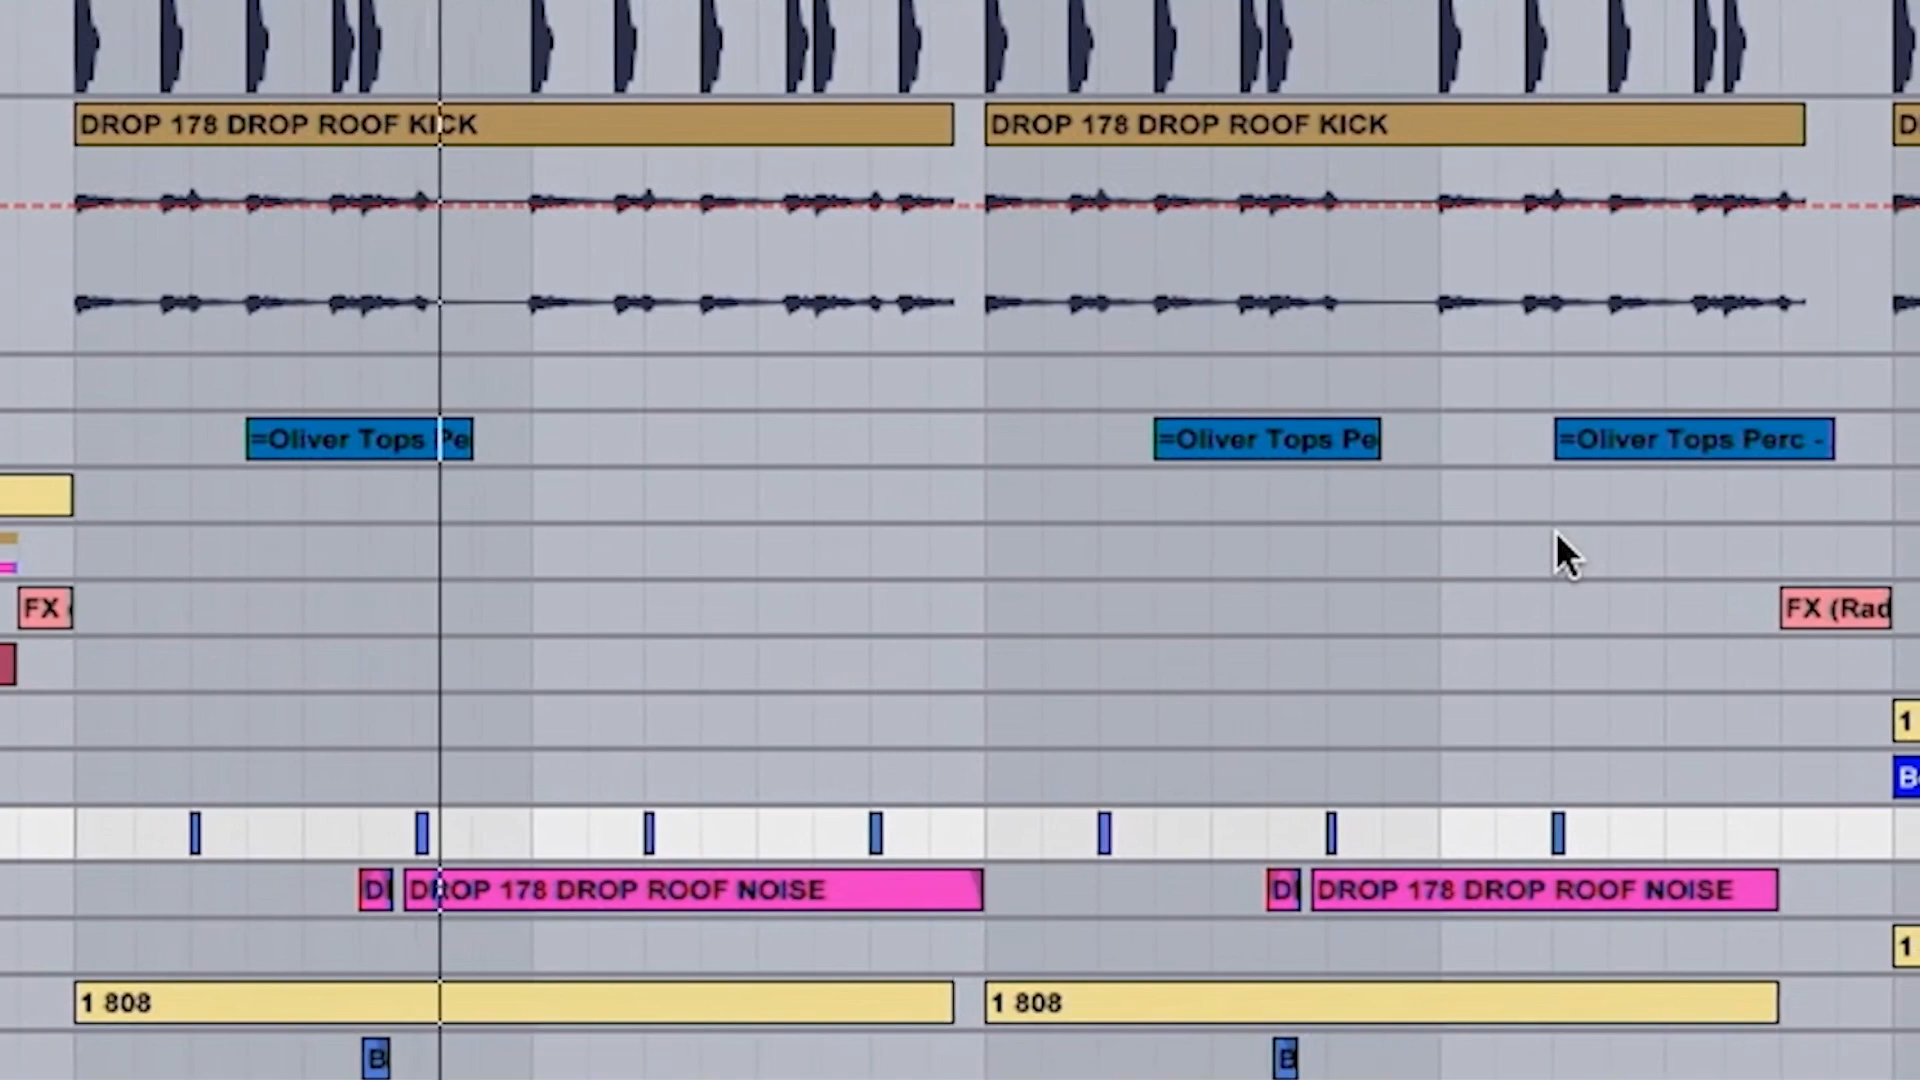 DROP 178 DROP ROOF KICK
DROP 178 DROP ROOF KICK
D
=Oliver Tops Pe
=Oliver Tops Pe
=Oliver Tops Perc -
FX
FX (Rad
1
B
D
DROP 178 DROP ROOF NOISE
D
DROP 178 DROP ROOF NOISE
1
1 808
1 808
B
B